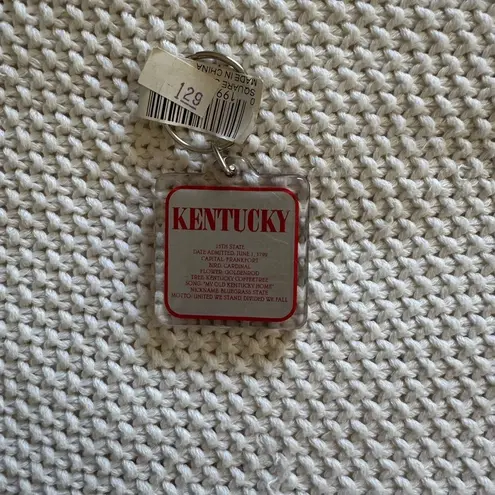 MADE IN CHINA
SQUARE
199
129
KENTUCKY
15TH STATE
DATE ADMITTED: JUNE 1, 1792
CAPITAL: FRANKFORT
BIRD: CARDINAL
FLOWER: GOLDENROD
TREE: KENTUCKY COFFEETREE
SONG: "MY OLD KENTUCKY HOME"
NICKNAME: BLUEGRASS STATE
MOTTO: UNITED WE STAND DIVIDED WE FALL